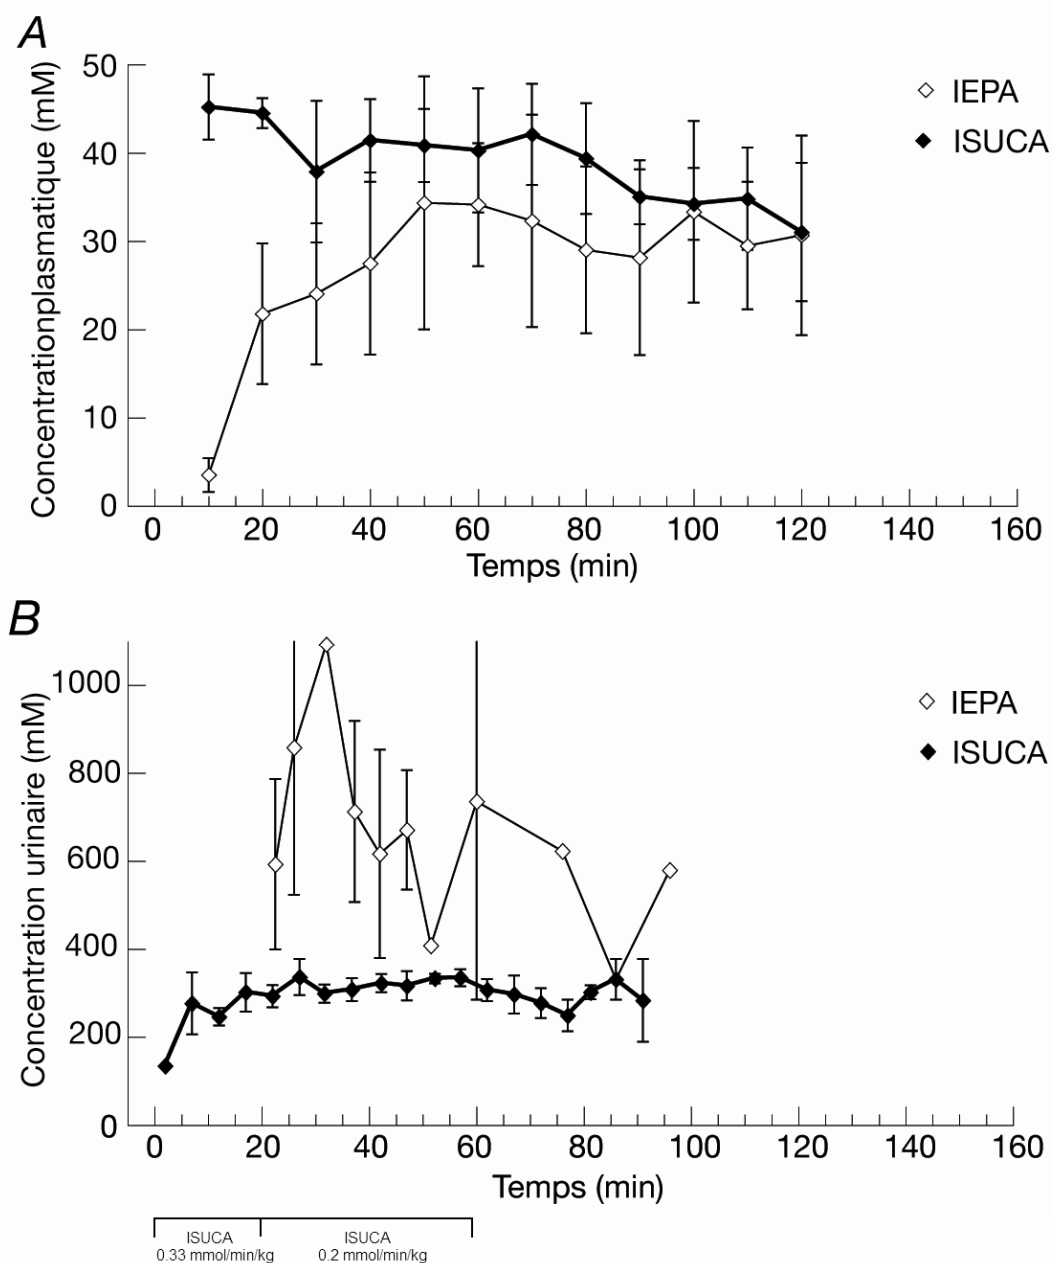 A
Concentrationplasmatique (mM)
50
40
30
20
10
0
0 20 40 60 80 100 120 140 160
Temps (min)
IEPA
ISUCA
B
Concentration urinaire (mM)
1000
800
600
400
200
0
0 20 40 60 80 100 120 140 160
Temps (min)
IEPA
ISUCA
ISUCA
0.33 mmol/min/kg
ISUCA
0.2 mmol/min/kg